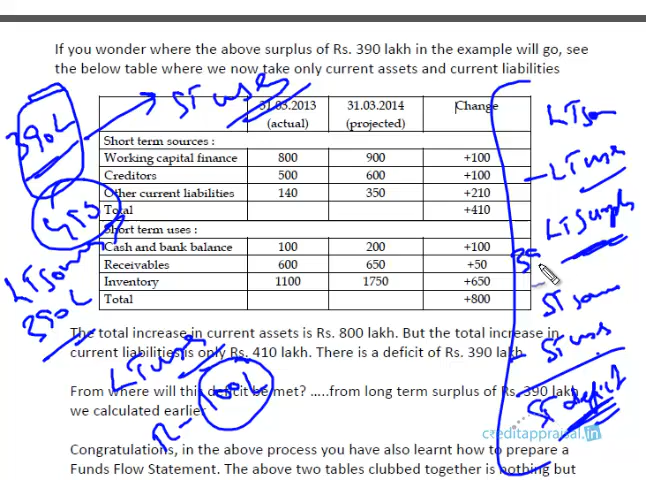 If you wonder where the above surplus of Rs. 390 lakh in the example will go, see
the below table where we now take only current assets and current liabilities
31.03.2013 31.03.2014 Change
(actual) (projected)
Short term sources :
Working capital finance 800 900 +100
Creditors 500 600 +100
Other current liabilities 140 350 +210
Total +410
Short term uses :
Cash and bank balance 100 200 +100
Receivables 600 650 +50
Inventory 1100 1750 +650
Total +800
The total increase in current assets is Rs. 800 lakh. But the total increase in
current liabilities is only Rs. 410 lakh. There is a deficit of Rs. 390 lakh.
From where will this deficit be met? .....from long term surplus of Rs. 390 lakh
we calculated earlier
creditappraisal.in
Congratulations, in the above process you have also learnt how to prepare a
Funds Flow Statement. The above two tables clubbed together is nothing but
390L
ST use
LT
390L
LT use
100L
LT use
LT Surplus
39
ST
ST uses
ST deficit